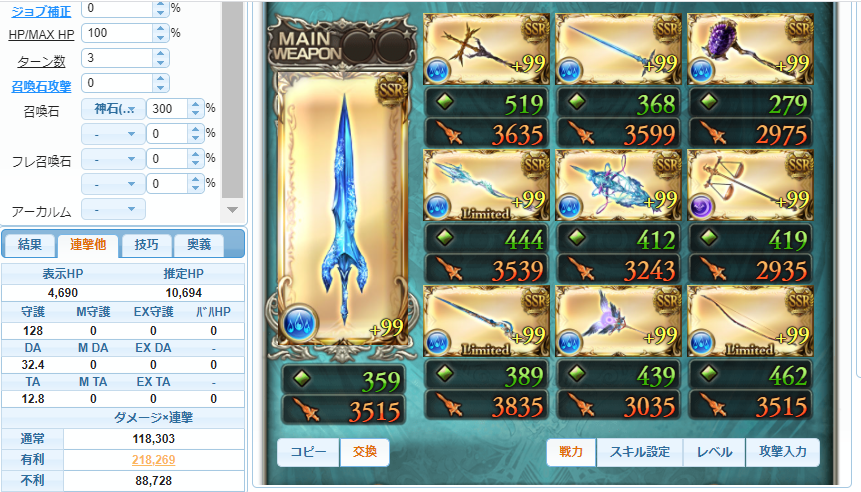 ジョブ補正 0 %
HP/MAX HP 100 %
ターン数 3
召喚石攻撃 0
召喚石 神石(... 300 %
- 0 %
フレ召喚石 - 0 %
- 0 %
アーカルム -
結果 連撃他 技巧 奥義
表示HP 推定HP
4,690 10,694
守護 M守護 EX守護 ﾊﾞﾊHP
128 0 0 0
DA M DA EX DA -
32.4 0 0 0
TA M TA EX TA -
12.8 0 0 0
ダメージ×連撃
通常 118,303
有利 218,269
不利 88,728
MAIN
WEAPON
SSR
+99
359
3515
SSR +99 SSR +99 SSR +99
519 368 279
3635 3599 2975
SSR Limited +99 SSR +99 SSR +99
444 412 419
3539 3243 2935
SSR Limited +99 SSR +99 SSR Limited +99
389 439 462
3835 3035 3515
コピー 交換 戦力 スキル設定 レベル 攻撃入力